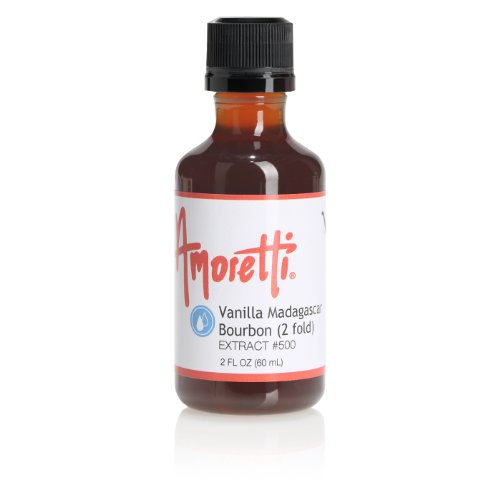 Amoretti®
Vanilla Madagascar
Bourbon (2 fold)
EXTRACT #500
2 FL OZ (60 mL)